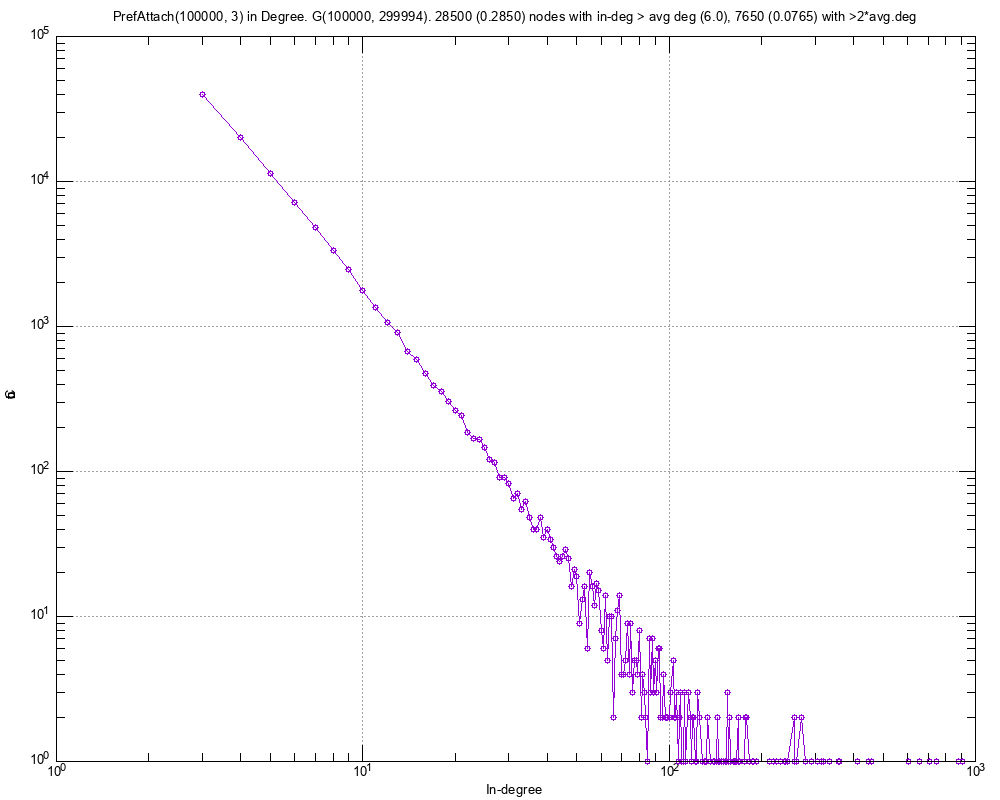 PrefAttach(100000, 3) in Degree. G(100000, 299994). 28500 (0.2850) nodes with in-deg > avg deg (6.0), 7650 (0.0765) with >2*avg.deg
10^5
10^4
10^3
10^2
10^1
10^0
10^0 10^1 10^2 10^3
In-degree